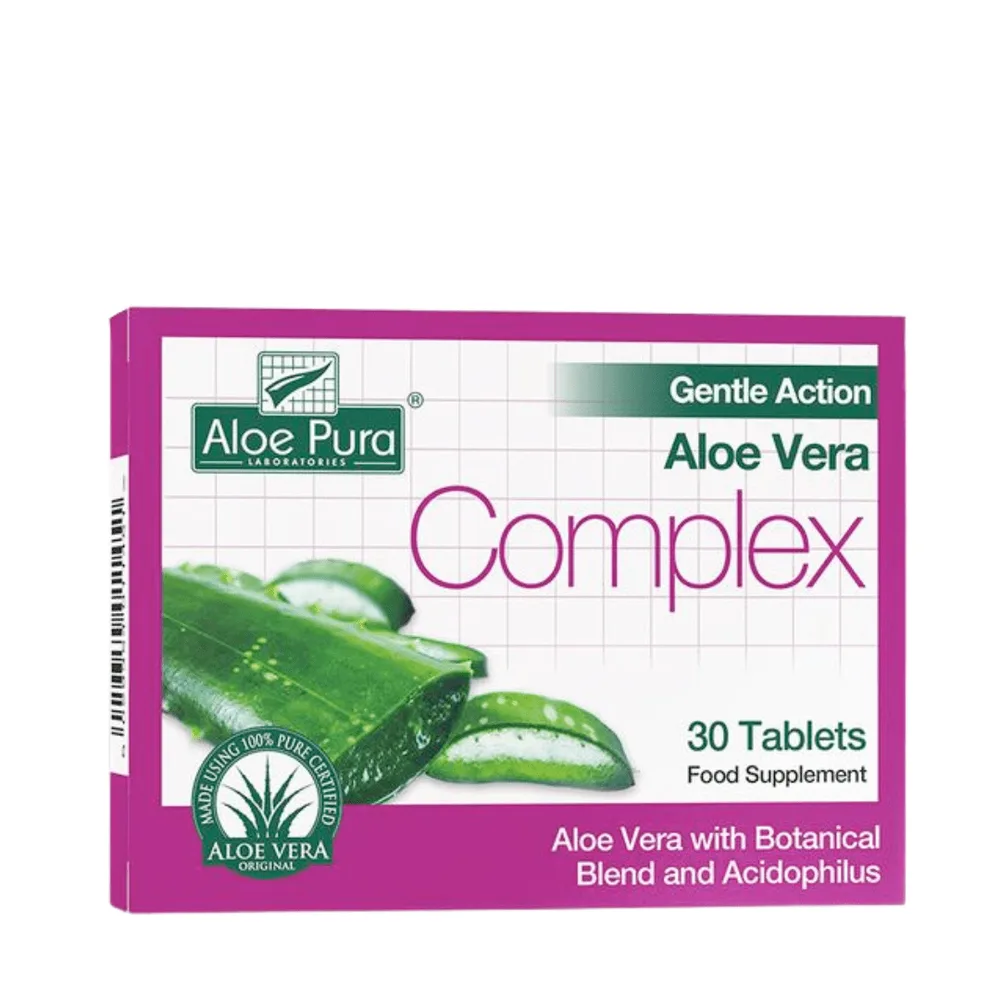 Aloe Pura
LABORATORIES
®
Gentle Action
Aloe Vera
Complex
30 Tablets
Food Supplement
MADE USING 100% PURE CERTIFIED
ALOE VERA
ORIGINAL
Aloe Vera with Botanical
Blend and Acidophilus